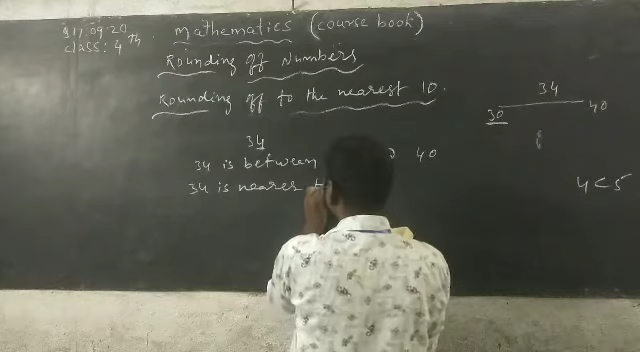 11.09.20
class: 4th
Mathematics (course book)
Rounding off Numbers
Rounding off to the nearest 10.
34
34 is between 40
34 is neares t
34
30 40
4 < 5